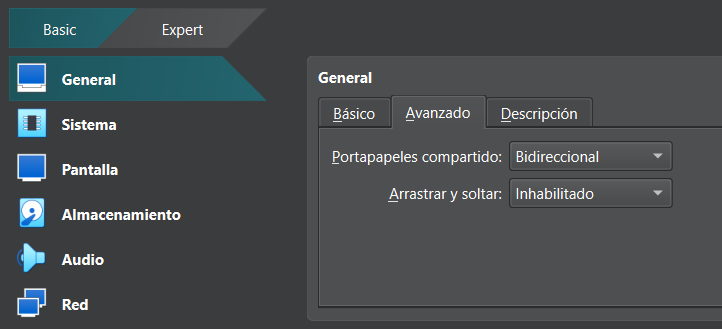 Basic
Expert
General
Sistema
Pantalla
Almacenamiento
Audio
Red
General
Básico
Avanzado
Descripción
Portapapeles compartido: Bidireccional
Arrastrar y soltar: Inhabilitado